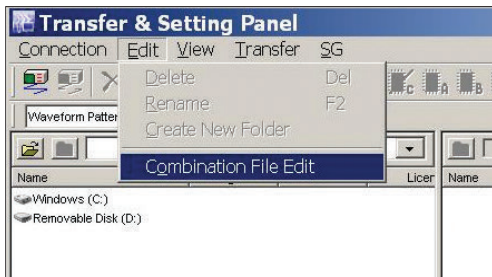 Transfer & Setting Panel
Connection Edit View Transfer SG
Delete Del
Rename F2
Create New Folder
Combination File Edit
Waveform Patter
Name Licer Name
Windows (C:)
Removable Disk (D:)